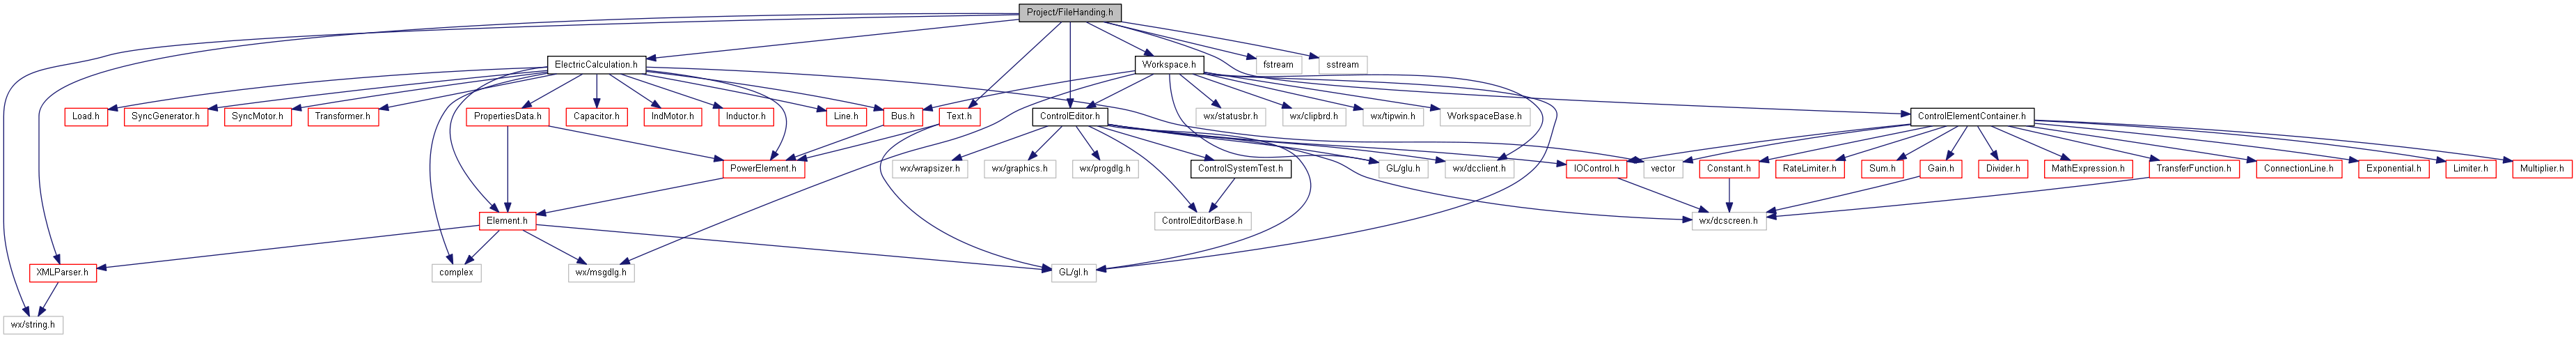 Project/FileHanding.h
ElectricCalculation.h
Workspace.h
fstream
sstream
Load.h
SyncGenerator.h
SyncMotor.h
Transformer.h
PropertiesData.h
Capacitor.h
IndMotor.h
Inductor.h
Line.h
Bus.h
Text.h
ControlEditor.h
wx/statusbr.h
wx/clipbrd.h
wx/tipwin.h
WorkspaceBase.h
ControlElementContainer.h
PowerElement.h
wx/wrapsizer.h
wx/graphics.h
wx/progdlg.h
ControlSystemTest.h
GL/glu.h
wx/dcclient.h
IOControl.h
vector
Constant.h
RateLimiter.h
Sum.h
Gain.h
Divider.h
MathExpression.h
TransferFunction.h
ConnectionLine.h
Exponential.h
Limiter.h
Multiplier.h
Element.h
ControlEditorBase.h
wx/dcscreen.h
XMLParser.h
complex
wx/msgdlg.h
GL/gl.h
wx/string.h